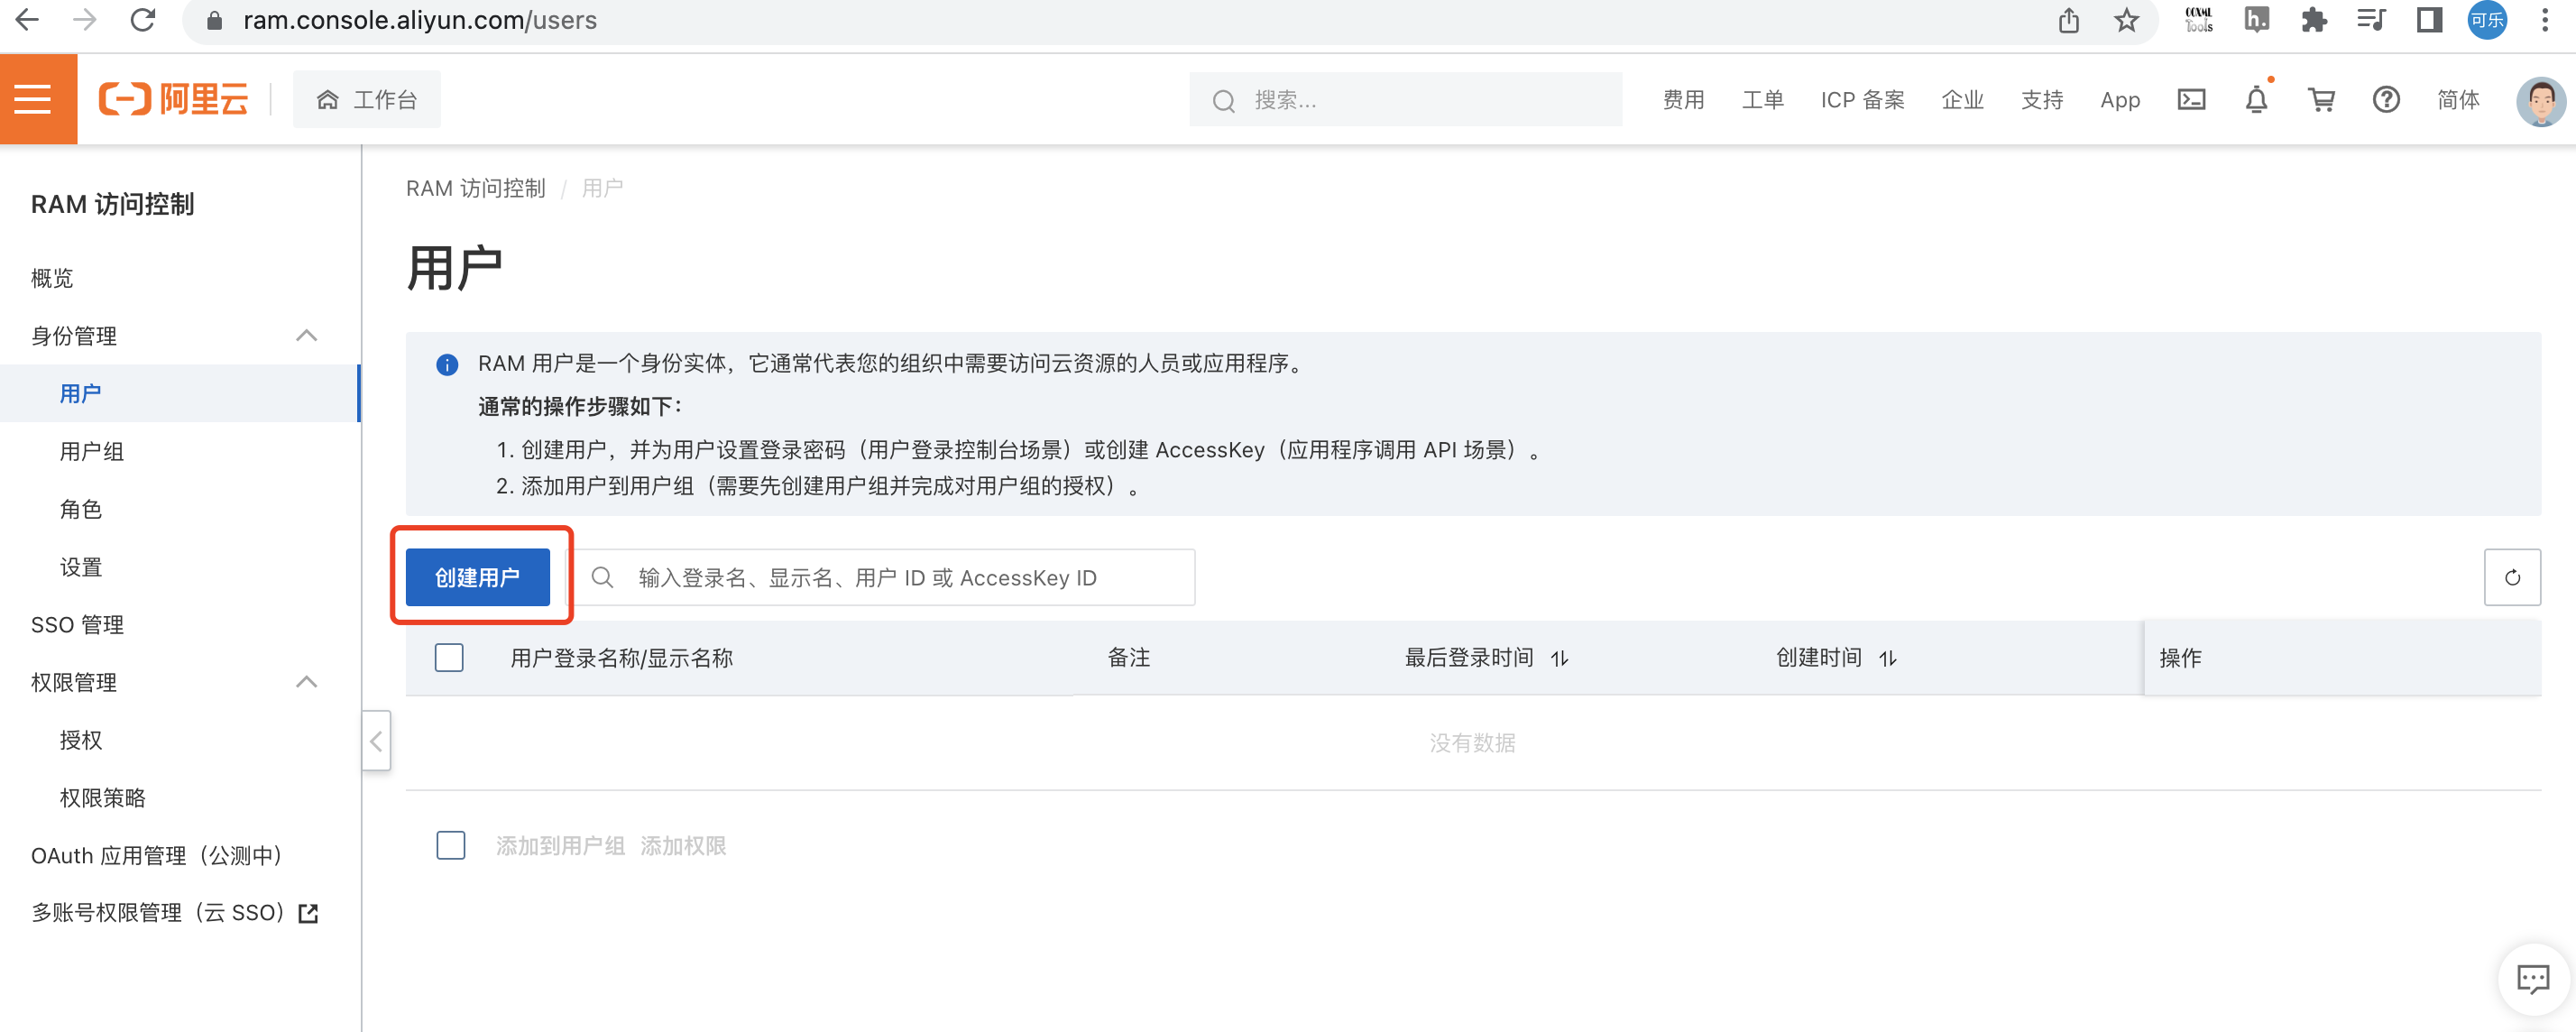 ram.console.aliyun.com/users
OOXML Tools
h.
可乐
阿里云
工作台
搜索...
费用
工单
ICP 备案
企业
支持
App
简体
RAM 访问控制
概览
身份管理
用户
用户组
角色
设置
SSO 管理
权限管理
授权
权限策略
OAuth 应用管理（公测中）
多账号权限管理（云 SSO）
RAM 访问控制 / 用户
用户
RAM 用户是一个身份实体，它通常代表您的组织中需要访问云资源的人员或应用程序。
通常的操作步骤如下：
1. 创建用户，并为用户设置登录密码（用户登录控制台场景）或创建 AccessKey（应用程序调用 API 场景）。
2. 添加用户到用户组（需要先创建用户组并完成对用户组的授权）。
创建用户
输入登录名、显示名、用户 ID 或 AccessKey ID
用户登录名称/显示名称
备注
最后登录时间
创建时间
操作
没有数据
添加到用户组 添加权限